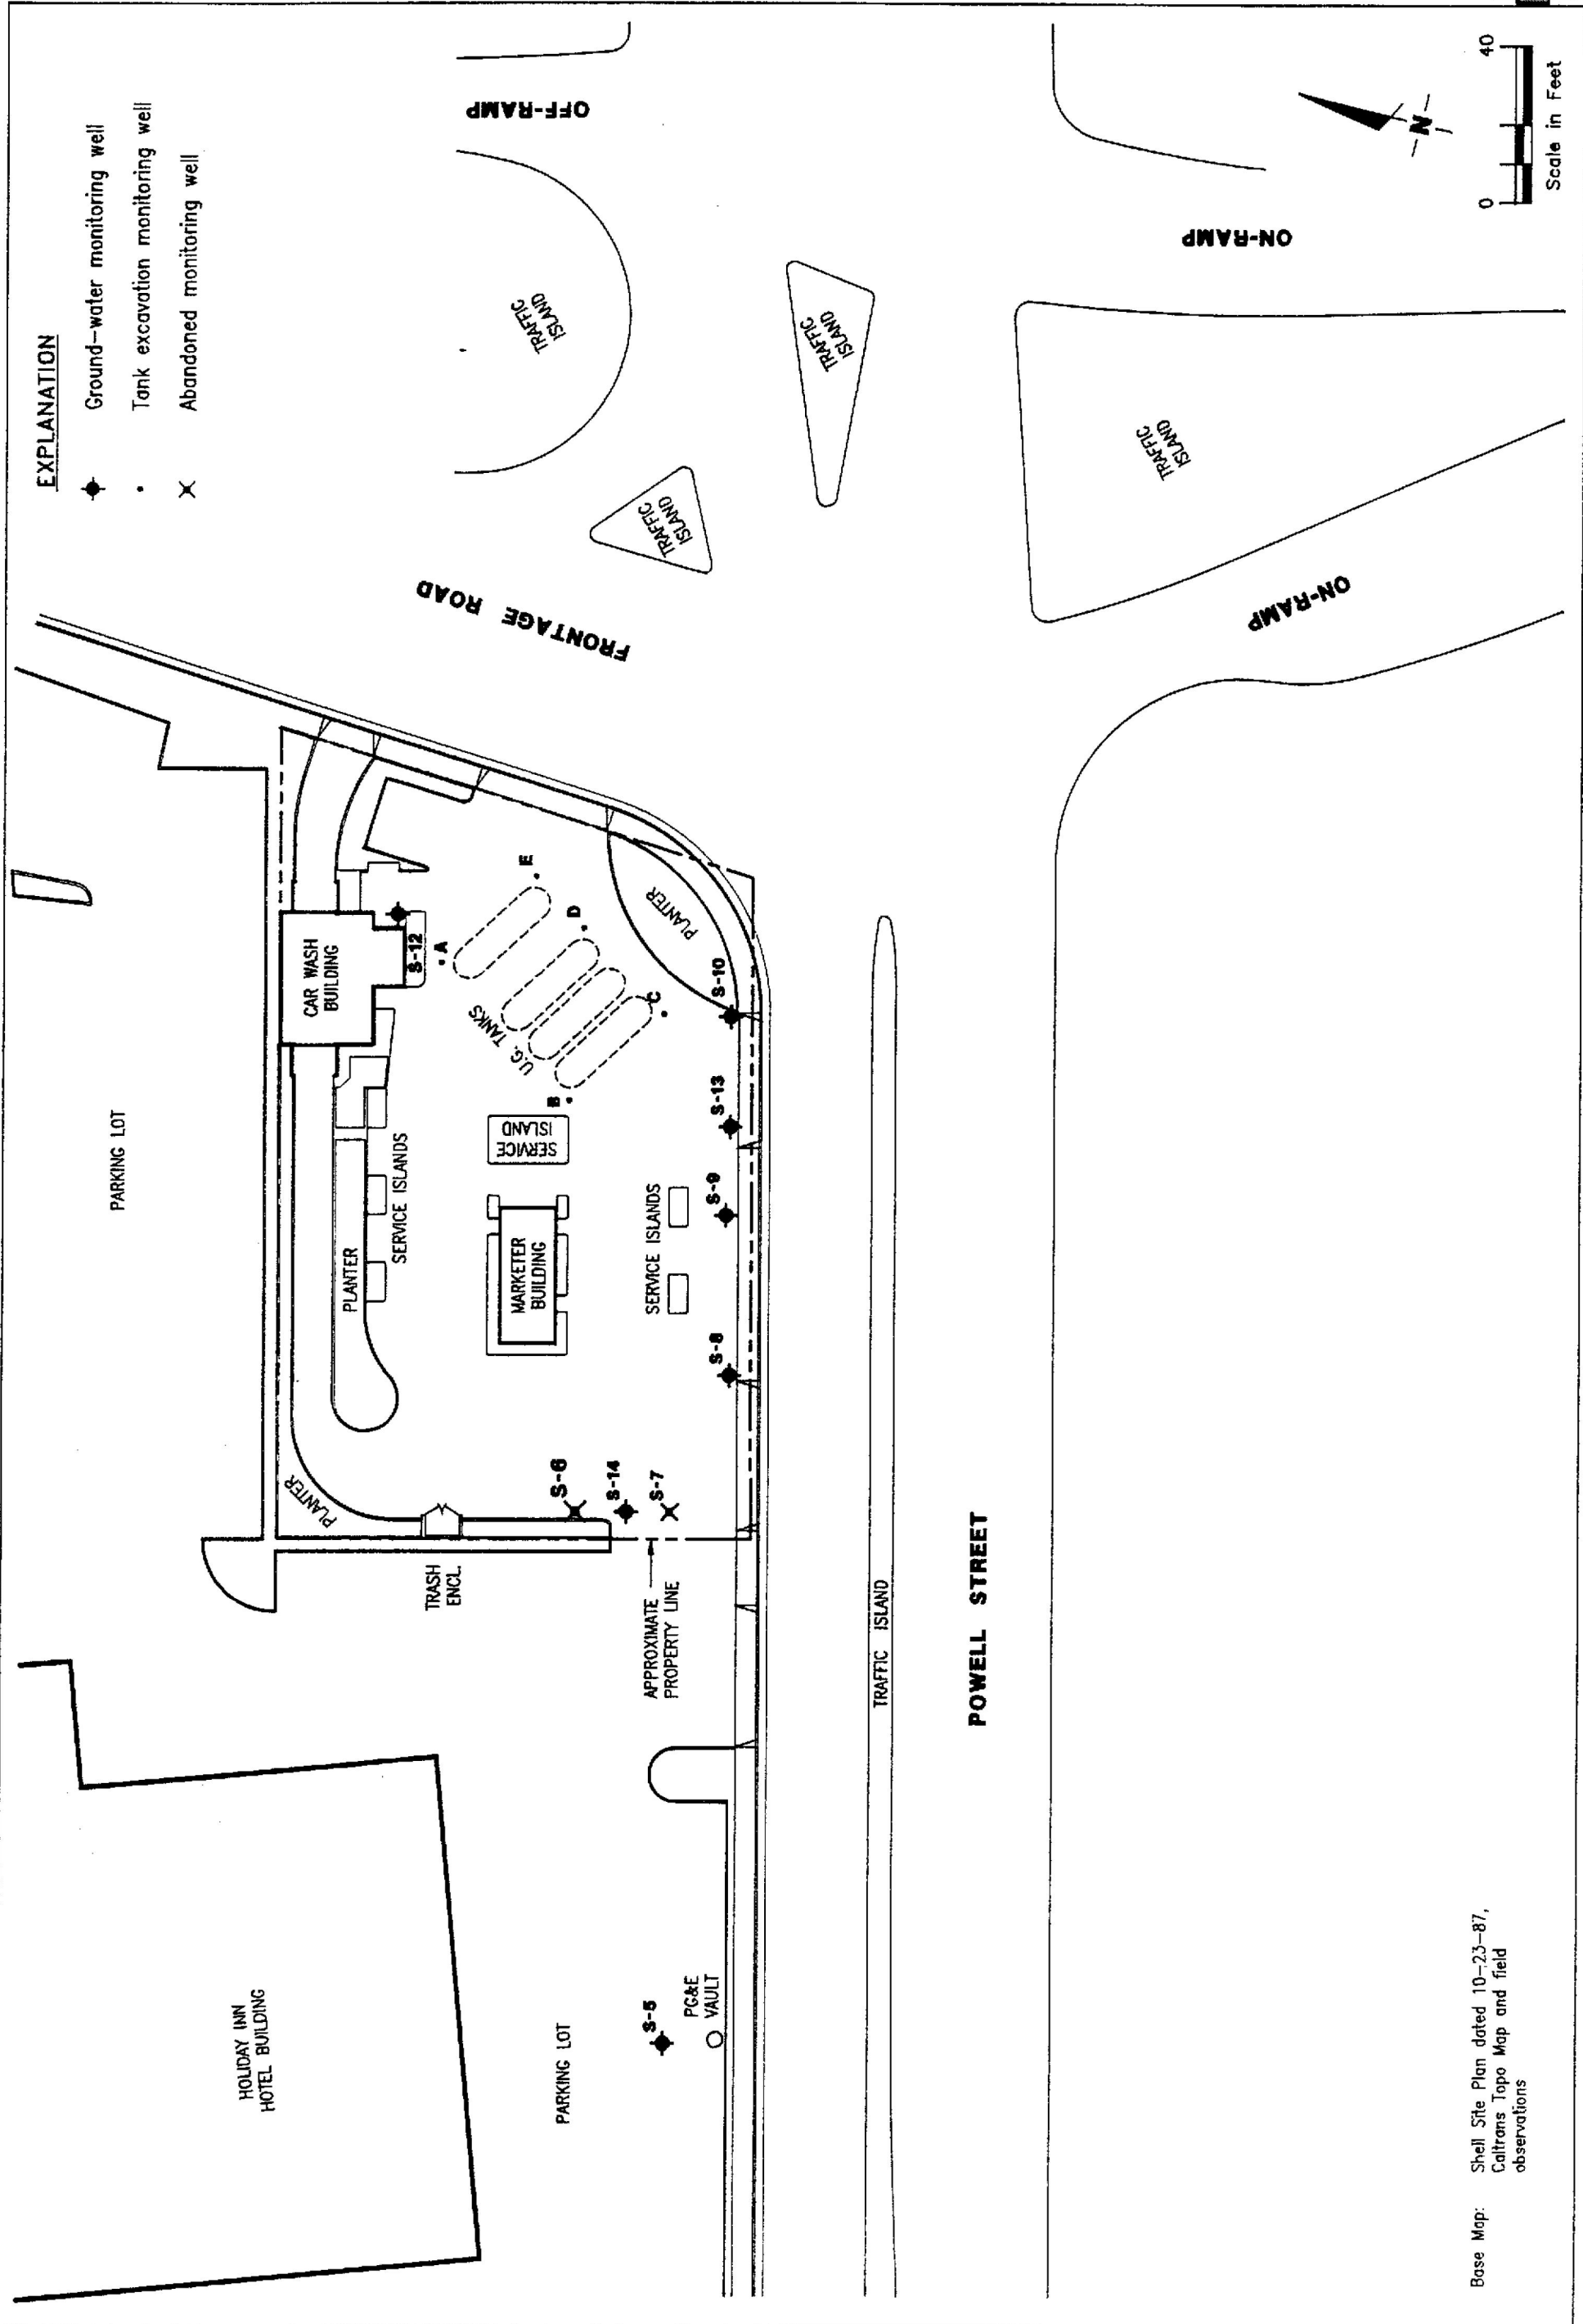 EXPLANATION
Ground-water monitoring well
Tank excavation monitoring well
Abandoned monitoring well
PARKING LOT
HOLIDAY INN
HOTEL BUILDING
PARKING LOT
S-5
PG&E
VAULT
TRASH
ENCL.
APPROXIMATE
PROPERTY LINE
PLANTER
S-6
S-14
S-7
PLANTER
SERVICE ISLANDS
CAR WASH
BUILDING
S-12
A
MARKETER
BUILDING
SERVICE
ISLAND
B
U.G. TANKS
C
D
E
PLANTER
SERVICE ISLANDS
S-8
S-9
S-13
S-10
FRONTAGE ROAD
TRAFFIC
ISLAND
OFF-RAMP
TRAFFIC
ISLAND
TRAFFIC
ISLAND
TRAFFIC ISLAND
POWELL STREET
ON-RAMP
TRAFFIC
ISLAND
ON-RAMP
N
0 40
Scale in Feet
Base Map: Shell Site Plan dated 10-23-87,
Caltrans Topo Map and field
observations